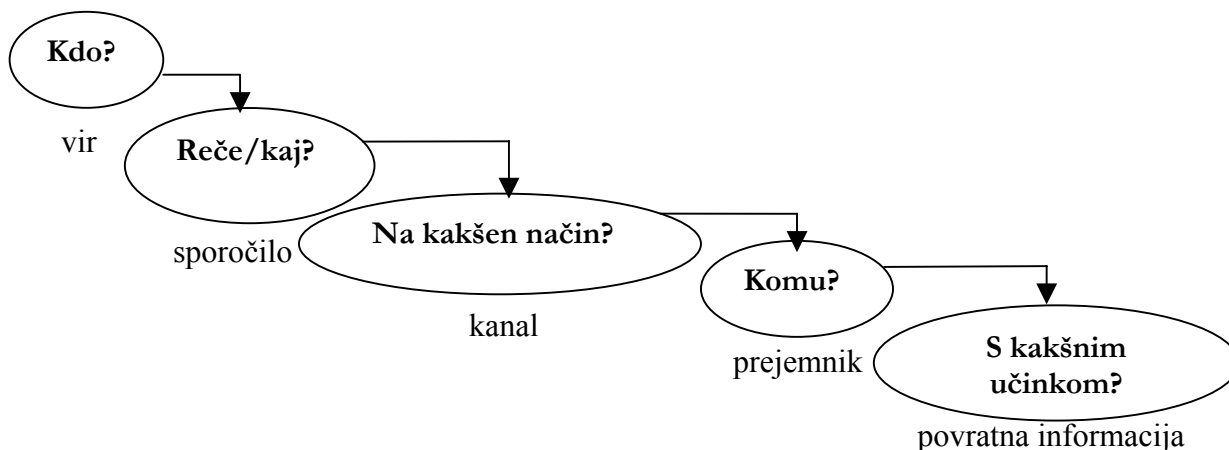 Kdo?
vir
Reče/kaj?
sporočilo
Na kakšen način?
kanal
Komu?
prejemnik
S kakšnim
učinkom?
povratna informacija